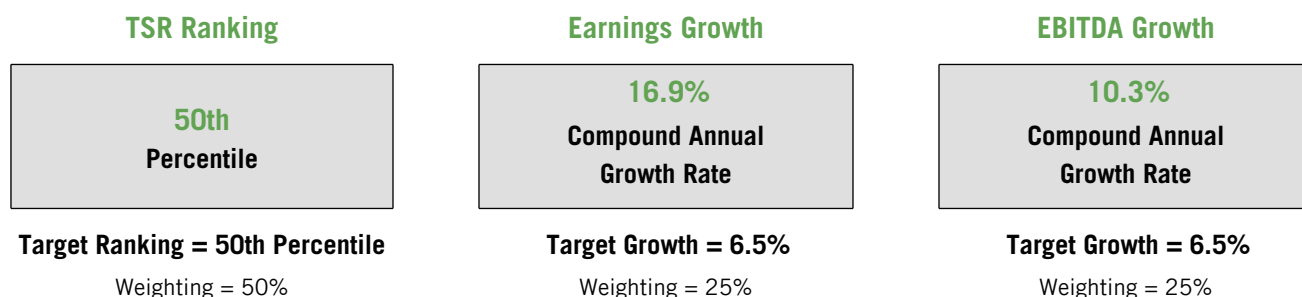 TSR Ranking
50th
Percentile
Target Ranking = 50th Percentile
Weighting = 50%
Earnings Growth
16.9%
Compound Annual
Growth Rate
Target Growth = 6.5%
Weighting = 25%
EBITDA Growth
10.3%
Compound Annual
Growth Rate
Target Growth = 6.5%
Weighting = 25%